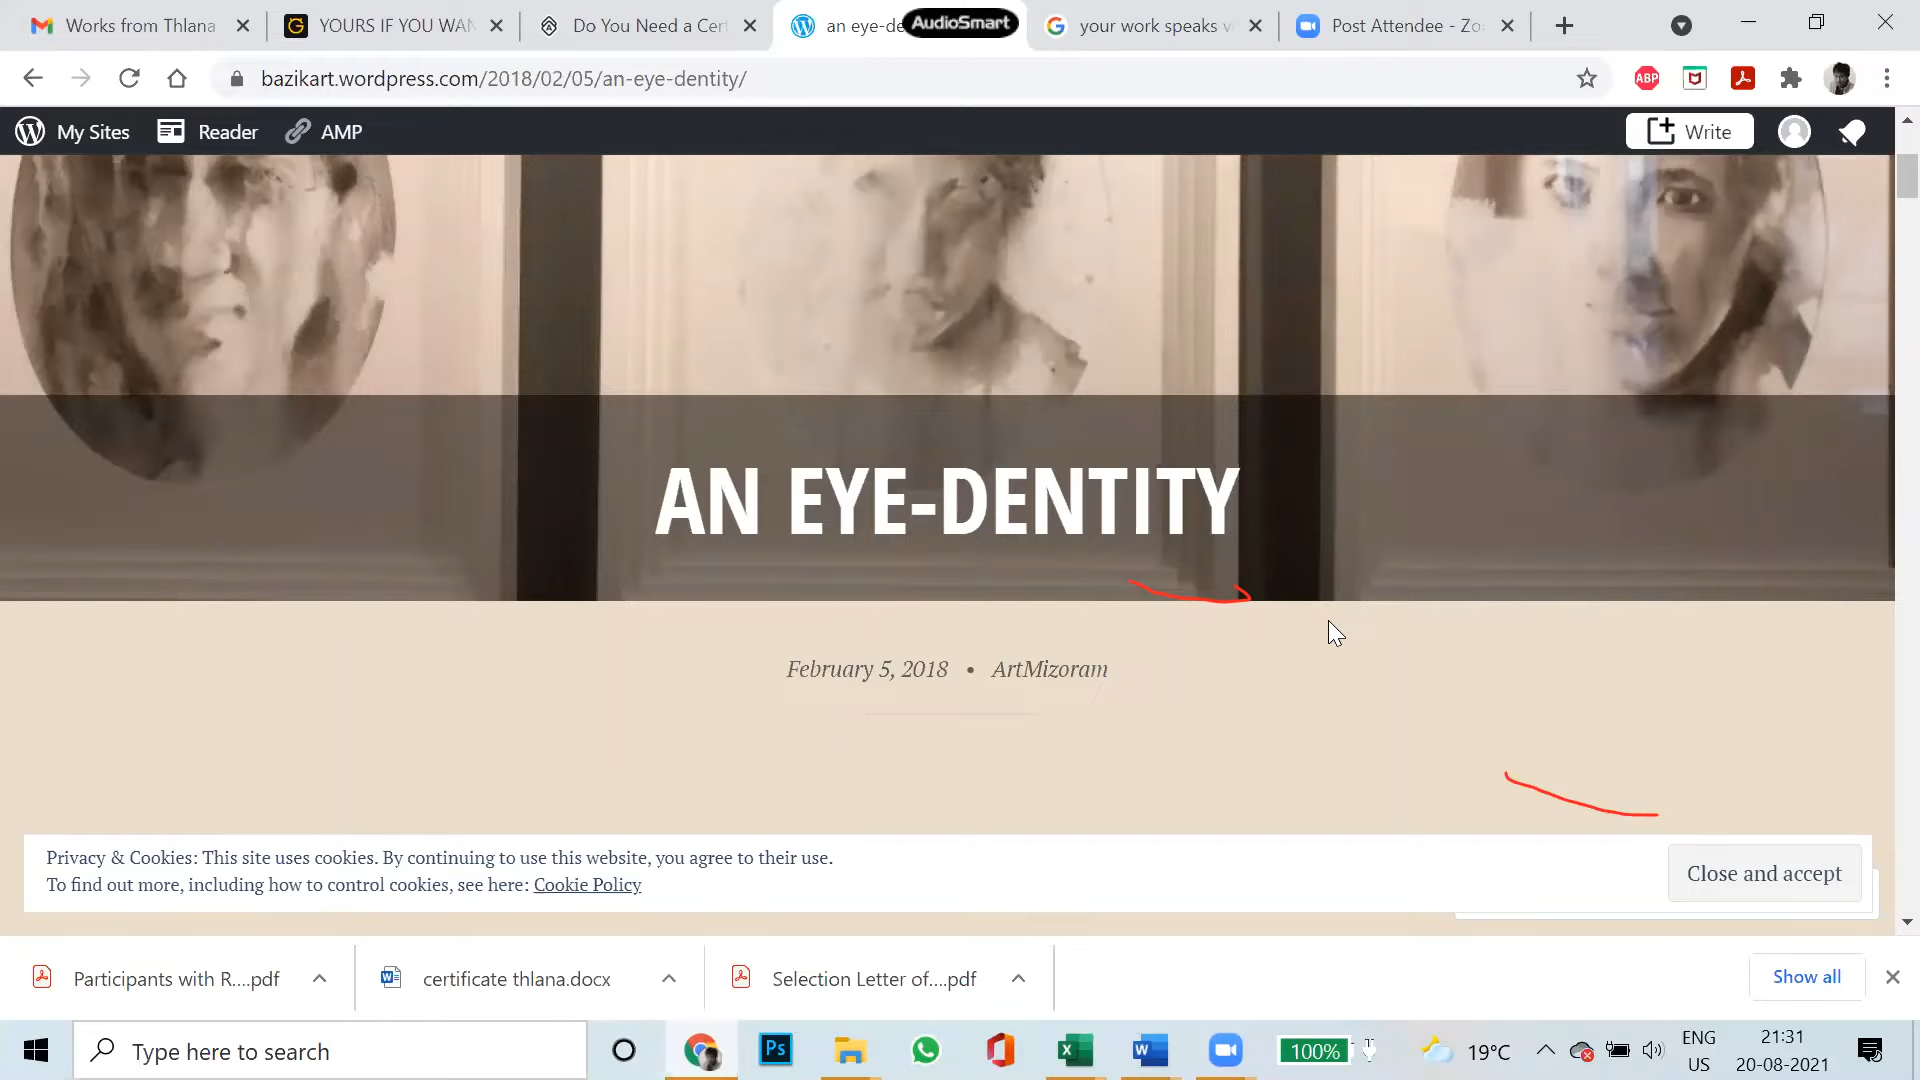 Works from Thlana
YOURS IF YOU WAN
Do You Need a Cert
an eye-de
AudioSmart
your work speaks v
Post Attendee - Zo
bazikart.wordpress.com/2018/02/05/an-eye-dentity/
ABP
My Sites
Reader
AMP
Write
AN EYE-DENTITY
February 5, 2018 • ArtMizoram
Privacy & Cookies: This site uses cookies. By continuing to use this website, you agree to their use.
To find out more, including how to control cookies, see here: Cookie Policy
Close and accept
Participants with R....pdf
certificate thlana.docx
Selection Letter of....pdf
Show all
Type here to search
Ps
100%
19°C
ENG
US
21:31
20-08-2021